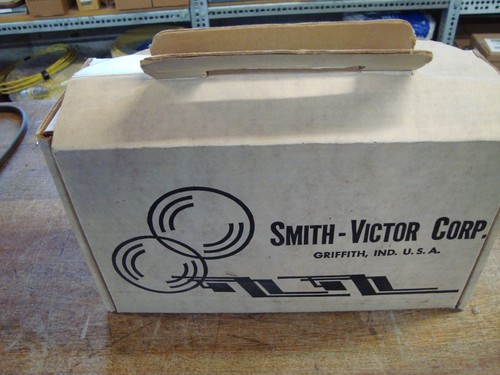 SMITH-VICTOR CORP.
GRIFFITH, IND. U.S.A.